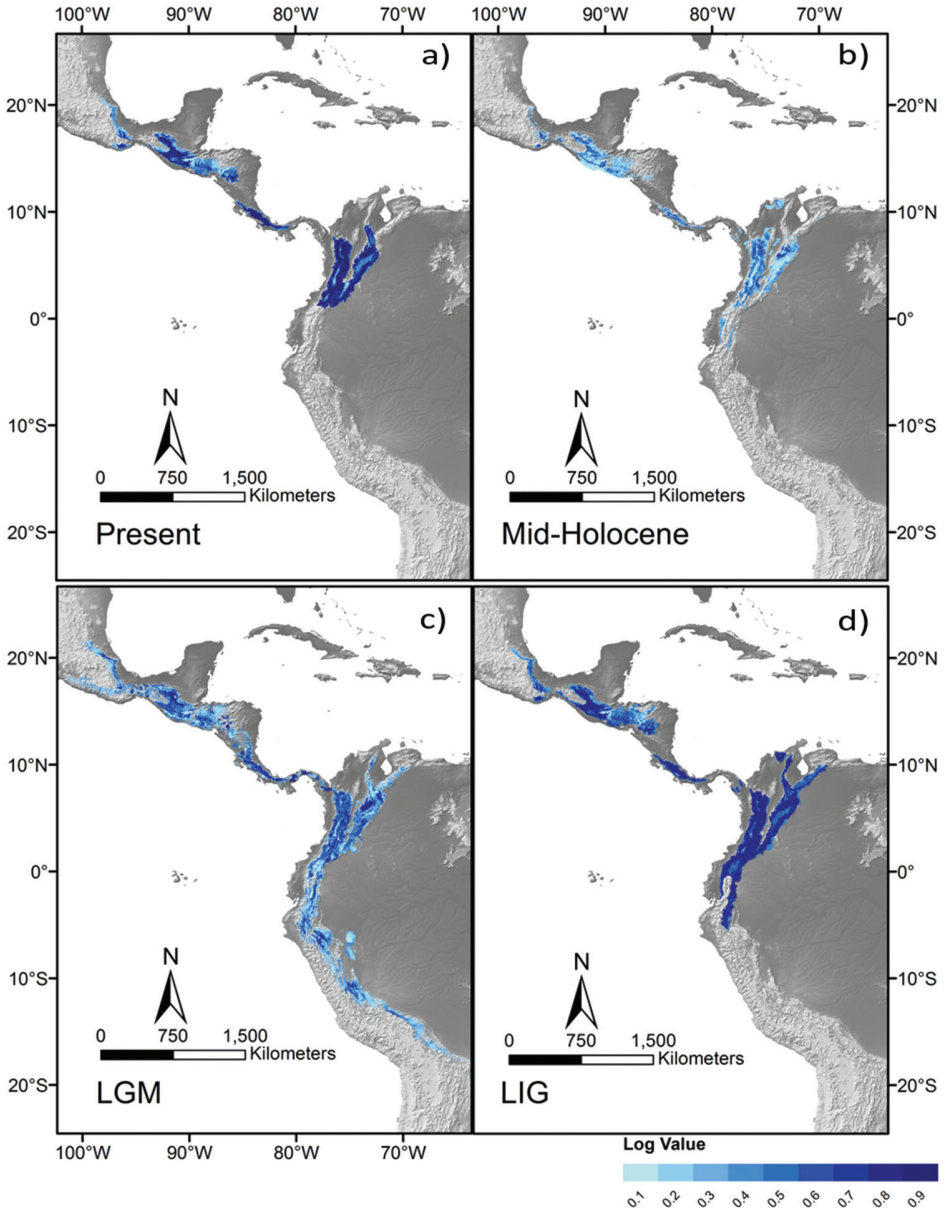 100°W 90°W 80°W 70°W 100°W 90°W 80°W 70°W
a) b)
20°N 20°N
10°N 10°N
0° 0°
N N
10°S 10°S
0 750 1,500 0 750 1,500
Kilometers Kilometers
Present Mid-Holocene
20°S 20°S
c) d)
20°N 20°N
10°N 10°N
0° 0°
N N
10°S 10°S
0 750 1,500 0 750 1,500
Kilometers Kilometers
LGM LIG
20°S 20°S
100°W 90°W 80°W 70°W 100°W 90°W 80°W 70°W
Log Value
0.1 0.2 0.3 0.4 0.5 0.6 0.7 0.8 0.9